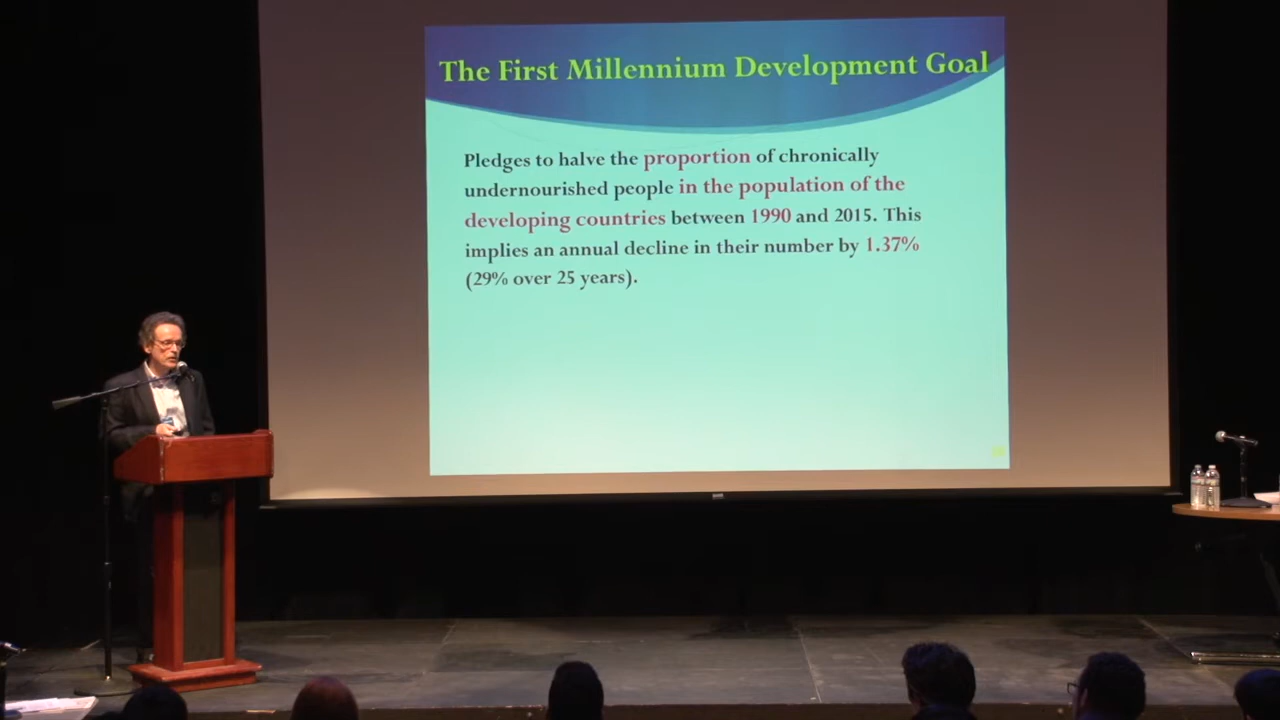 The First Millennium Development Goal
Pledges to halve the proportion of chronically
undernourished people in the population of the
developing countries between 1990 and 2015. This
implies an annual decline in their number by 1.37%
(29% over 25 years).